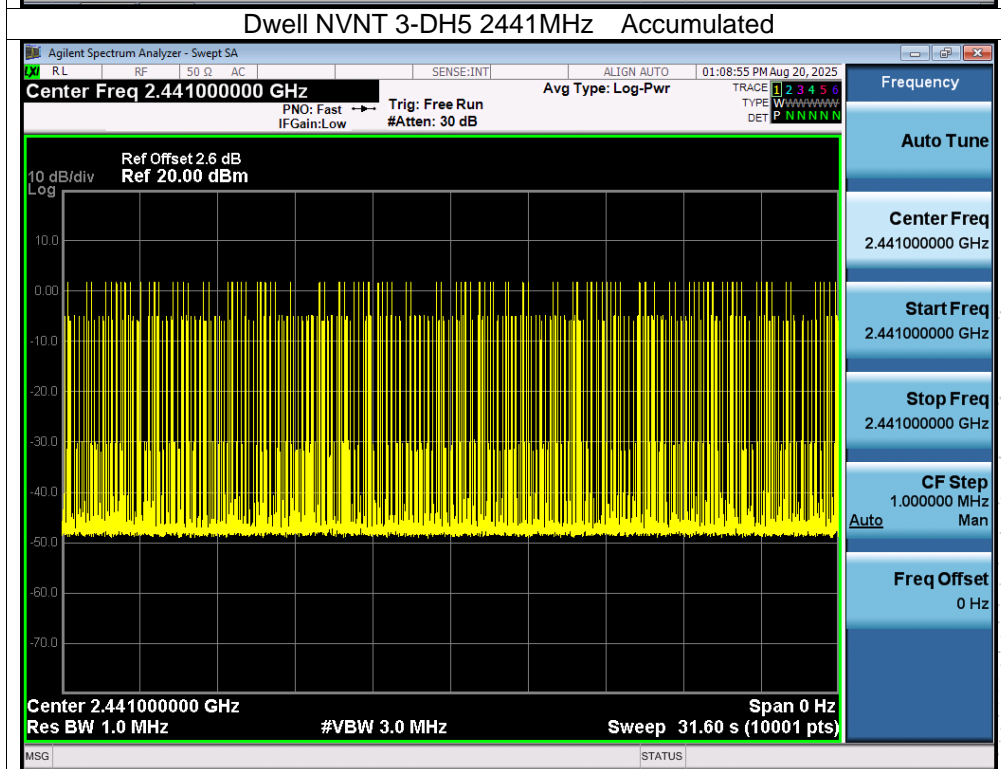 Dwell NVNT 3-DH5 2441MHz Accumulated
Agilent Spectrum Analyzer - Swept SA
LXI RL RF 50 Ω AC SENSE:INT ALIGN AUTO 01:08:55 PM Aug 20, 2025
Center Freq 2.441000000 GHz
PNO: Fast
IFGain:Low
Trig: Free Run
#Atten: 30 dB
Avg Type: Log-Pwr
TRACE 1 2 3 4 5 6
TYPE WWWWWWW
DET P N N N N N
Ref Offset 2.6 dB
10 dB/div Ref 20.00 dBm
Log
10.0
0.00
-10.0
-20.0
-30.0
-40.0
-50.0
-60.0
-70.0
Center 2.441000000 GHz Span 0 Hz
Res BW 1.0 MHz #VBW 3.0 MHz Sweep 31.60 s (10001 pts)
MSG STATUS
Frequency
Auto Tune
Center Freq
2.441000000 GHz
Start Freq
2.441000000 GHz
Stop Freq
2.441000000 GHz
CF Step
1.000000 MHz
Auto Man
Freq Offset
0 Hz